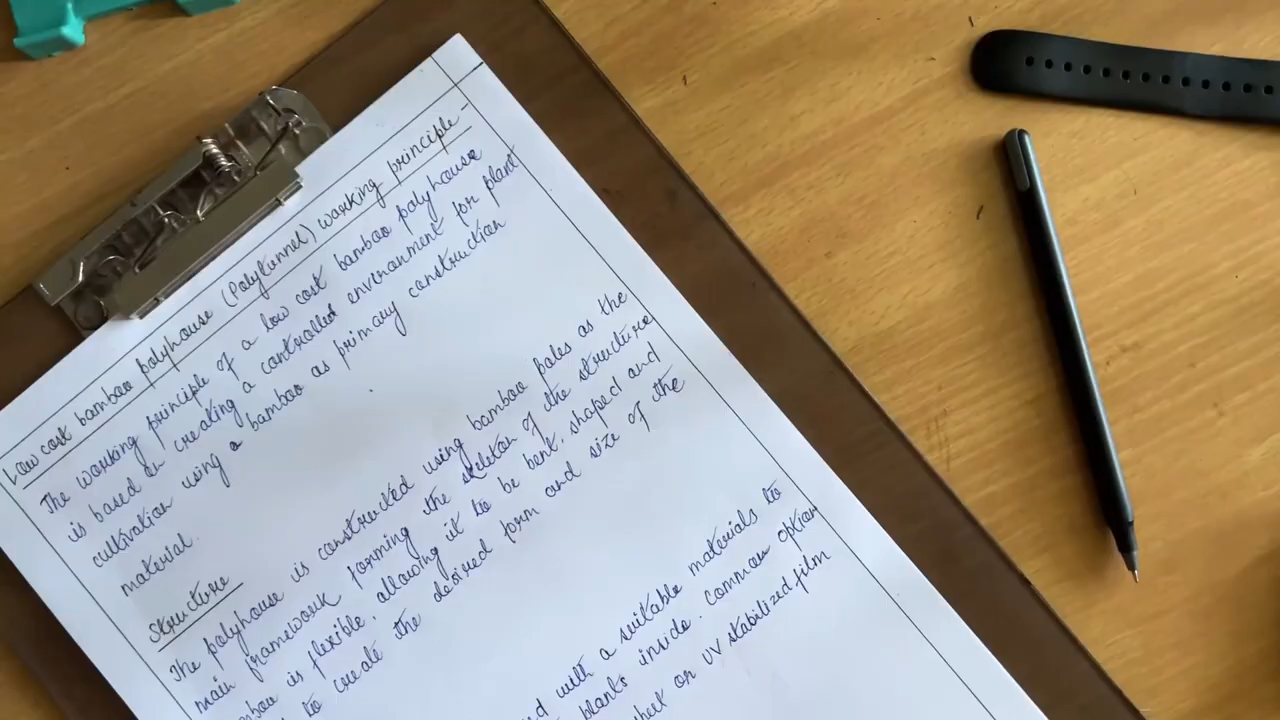 Low cost bamboo polyhouse (Polytunnel) working principle-
The working principle of a low cost bamboo polyhouse
is based on creating a controlled environment for plant
cultivation using a bamboo as primary construction
material.
Structure
The polyhouse is constructed using bamboo poles as the
main framework forming the skeleton of the structure
is flexible, allowing it to be bent, shaped and
to create the desired form and size of the
with a suitable materials to
plants inside. Common option
sheet or UV stabilized film